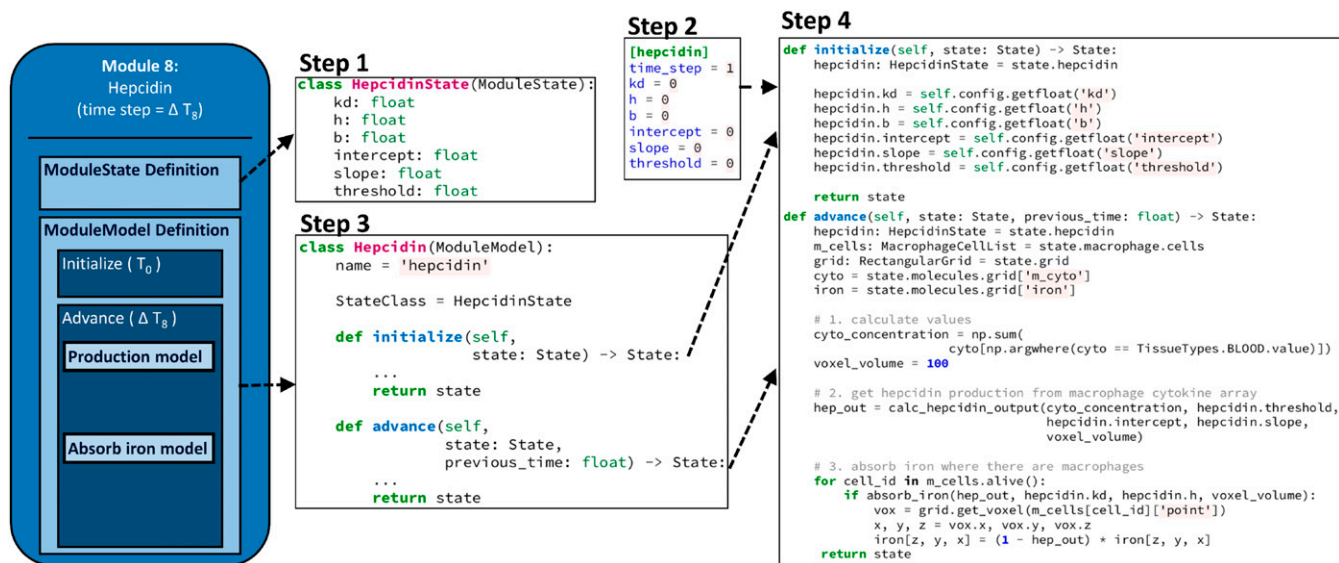 Module 8:
Hepcidin
(time step = Δ T8)
ModuleState Definition
ModuleModel Definition
Initialize ( T0 )
Advance ( Δ T8 )
Production model
Absorb iron model
Step 1
class HepcidinState(ModuleState):
kd: float
h: float
b: float
intercept: float
slope: float
threshold: float
Step 2
[hepcidin]
time_step = 1
kd = 0
h = 0
b = 0
intercept = 0
slope = 0
threshold = 0
Step 3
class Hepcidin(ModuleModel):
name = 'hepcidin'
StateClass = HepcidinState
def initialize(self,
state: State) -> State:
...
return state
def advance(self,
state: State,
previous_time: float) -> State:
...
return state
Step 4
def initialize(self, state: State) -> State:
hepcidin: HepcidinState = state.hepcidin
hepcidin.kd = self.config.getfloat('kd')
hepcidin.h = self.config.getfloat('h')
hepcidin.b = self.config.getfloat('b')
hepcidin.intercept = self.config.getfloat('intercept')
hepcidin.slope = self.config.getfloat('slope')
hepcidin.threshold = self.config.getfloat('threshold')
return state
def advance(self, state: State, previous_time: float) -> State:
hepcidin: HepcidinState = state.hepcidin
m_cells: MacrophageCellList = state.macrophage.cells
grid: RectangularGrid = state.grid
cyto = state.molecules.grid['m_cyto']
iron = state.molecules.grid['iron']
# 1. calculate values
cyto_concentration = np.sum(
cyto[np.argwhere(cyto == TissueTypes.BLOOD.value)])
voxel_volume = 100
# 2. get hepcidin production from macrophage cytokine array
hep_out = calc_hepcidin_output(cyto_concentration, hepcidin.threshold,
hepcidin.intercept, hepcidin.slope,
voxel_volume)
# 3. absorb iron where there are macrophages
for cell_id in m_cells.alive():
if absorb_iron(hep_out, hepcidin.kd, hepcidin.h, voxel_volume):
vox = grid.get_voxel(m_cells[cell_id]['point'])
x, y, z = vox.x, vox.y, vox.z
iron[z, y, x] = (1 - hep_out) * iron[z, y, x]
return state